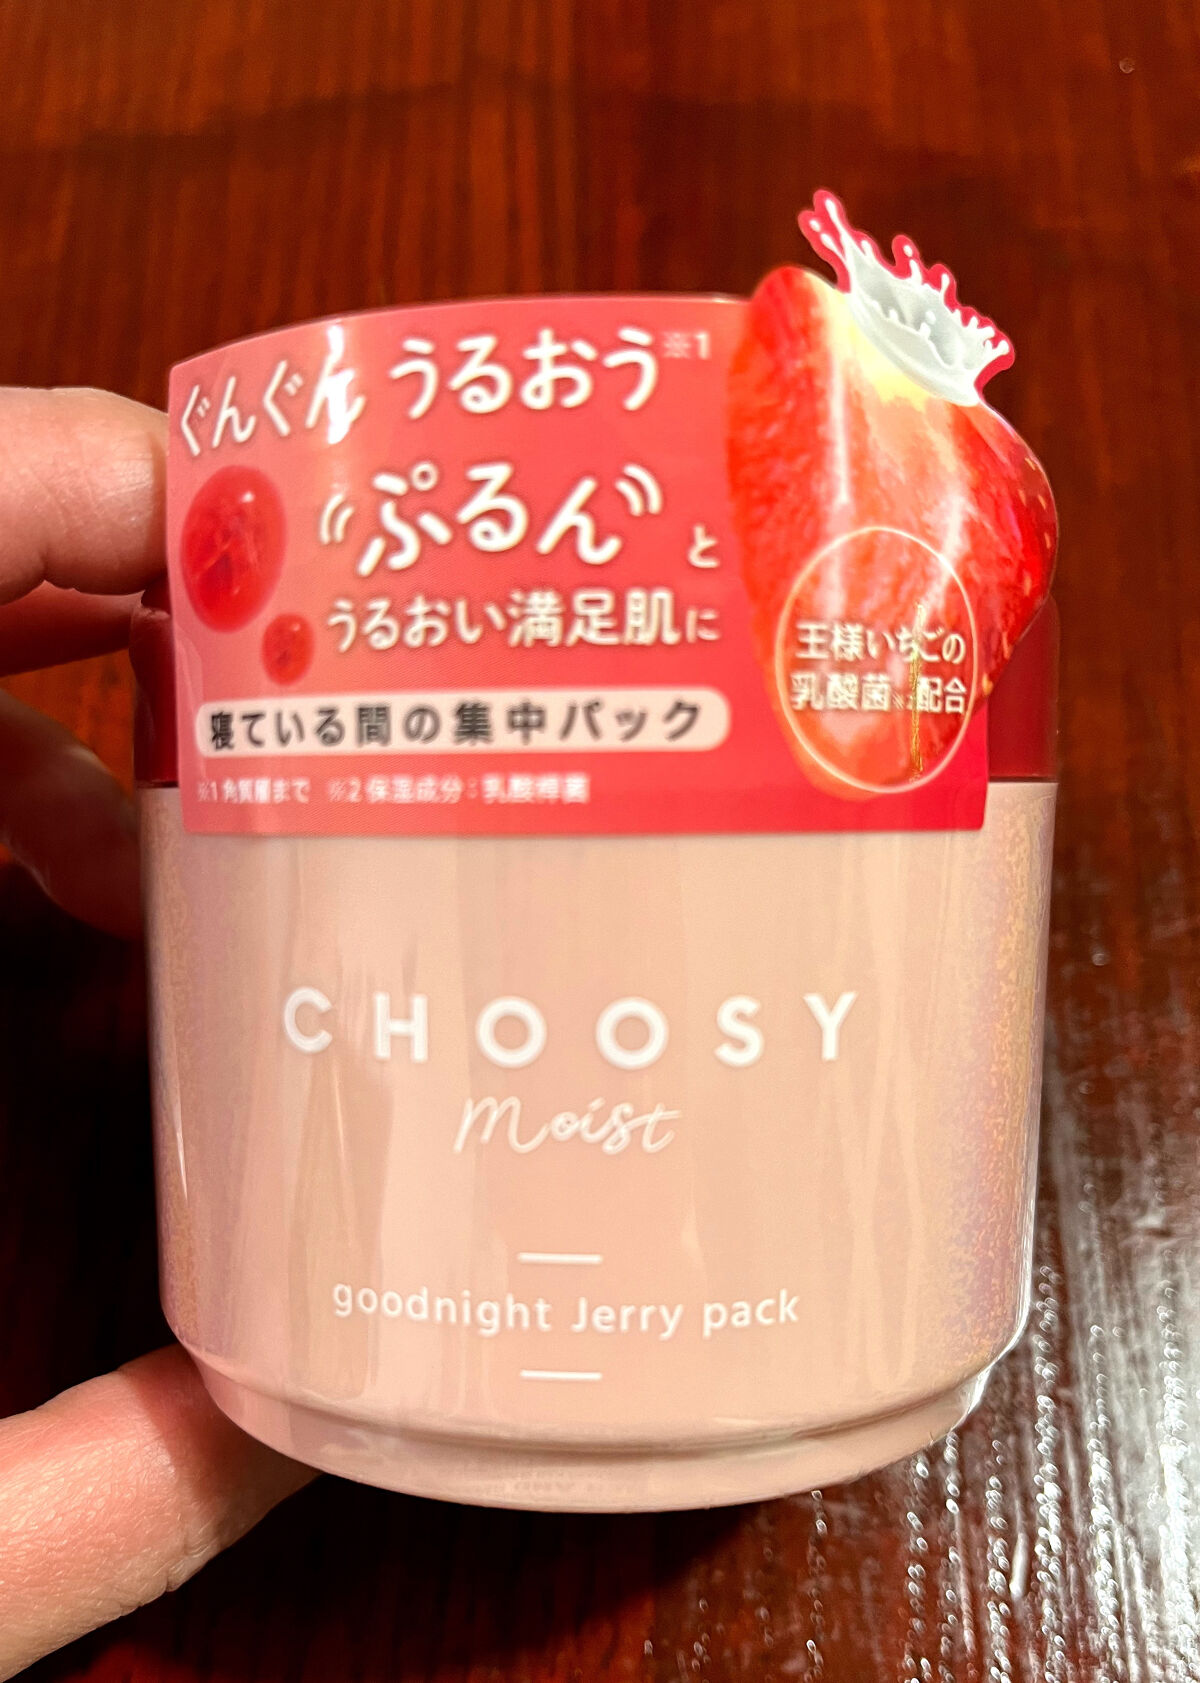 ぐんぐん うるおう※1
ぷるん と
うるおい満足肌に
王様いちごの
乳酸菌※2配合
寝ている間の集中パック
※1 角質層まで ※2 保湿成分：乳酸桿菌
CHOOSY
Moist
goodnight Jerry pack